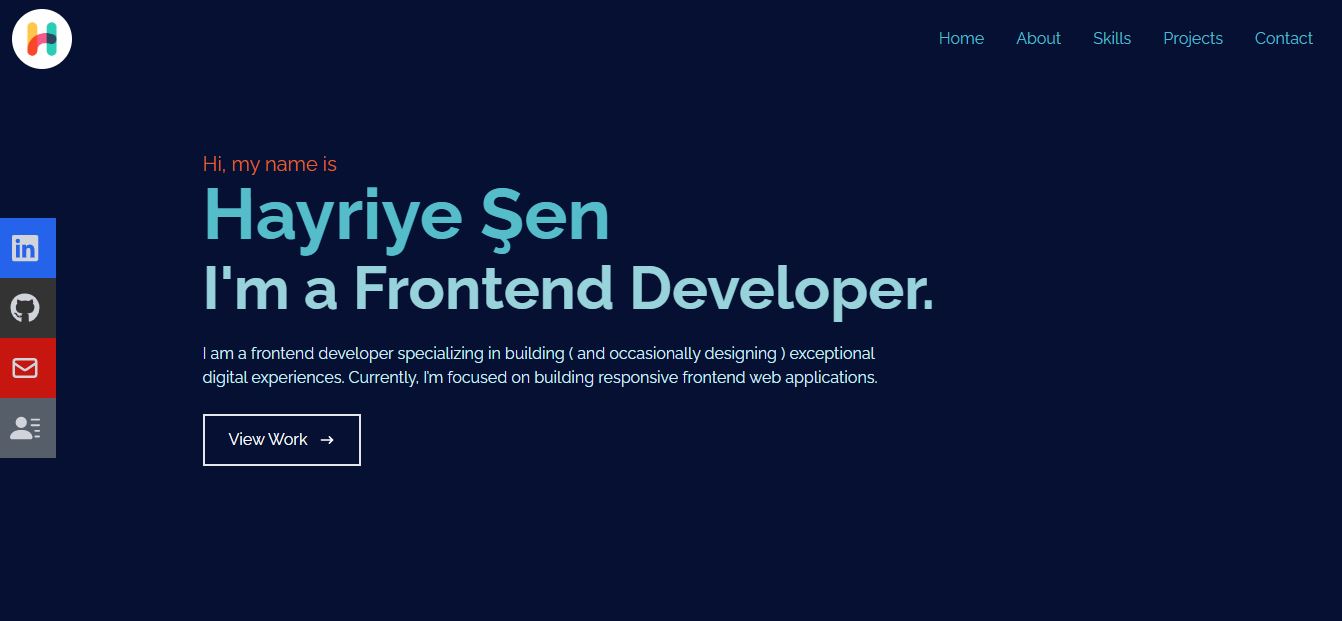 Home About Skills Projects Contact
Hi, my name is
Hayriye Şen
I'm a Frontend Developer.
I am a frontend developer specializing in building ( and occasionally designing ) exceptional
digital experiences. Currently, I'm focused on building responsive frontend web applications.
in
View Work →